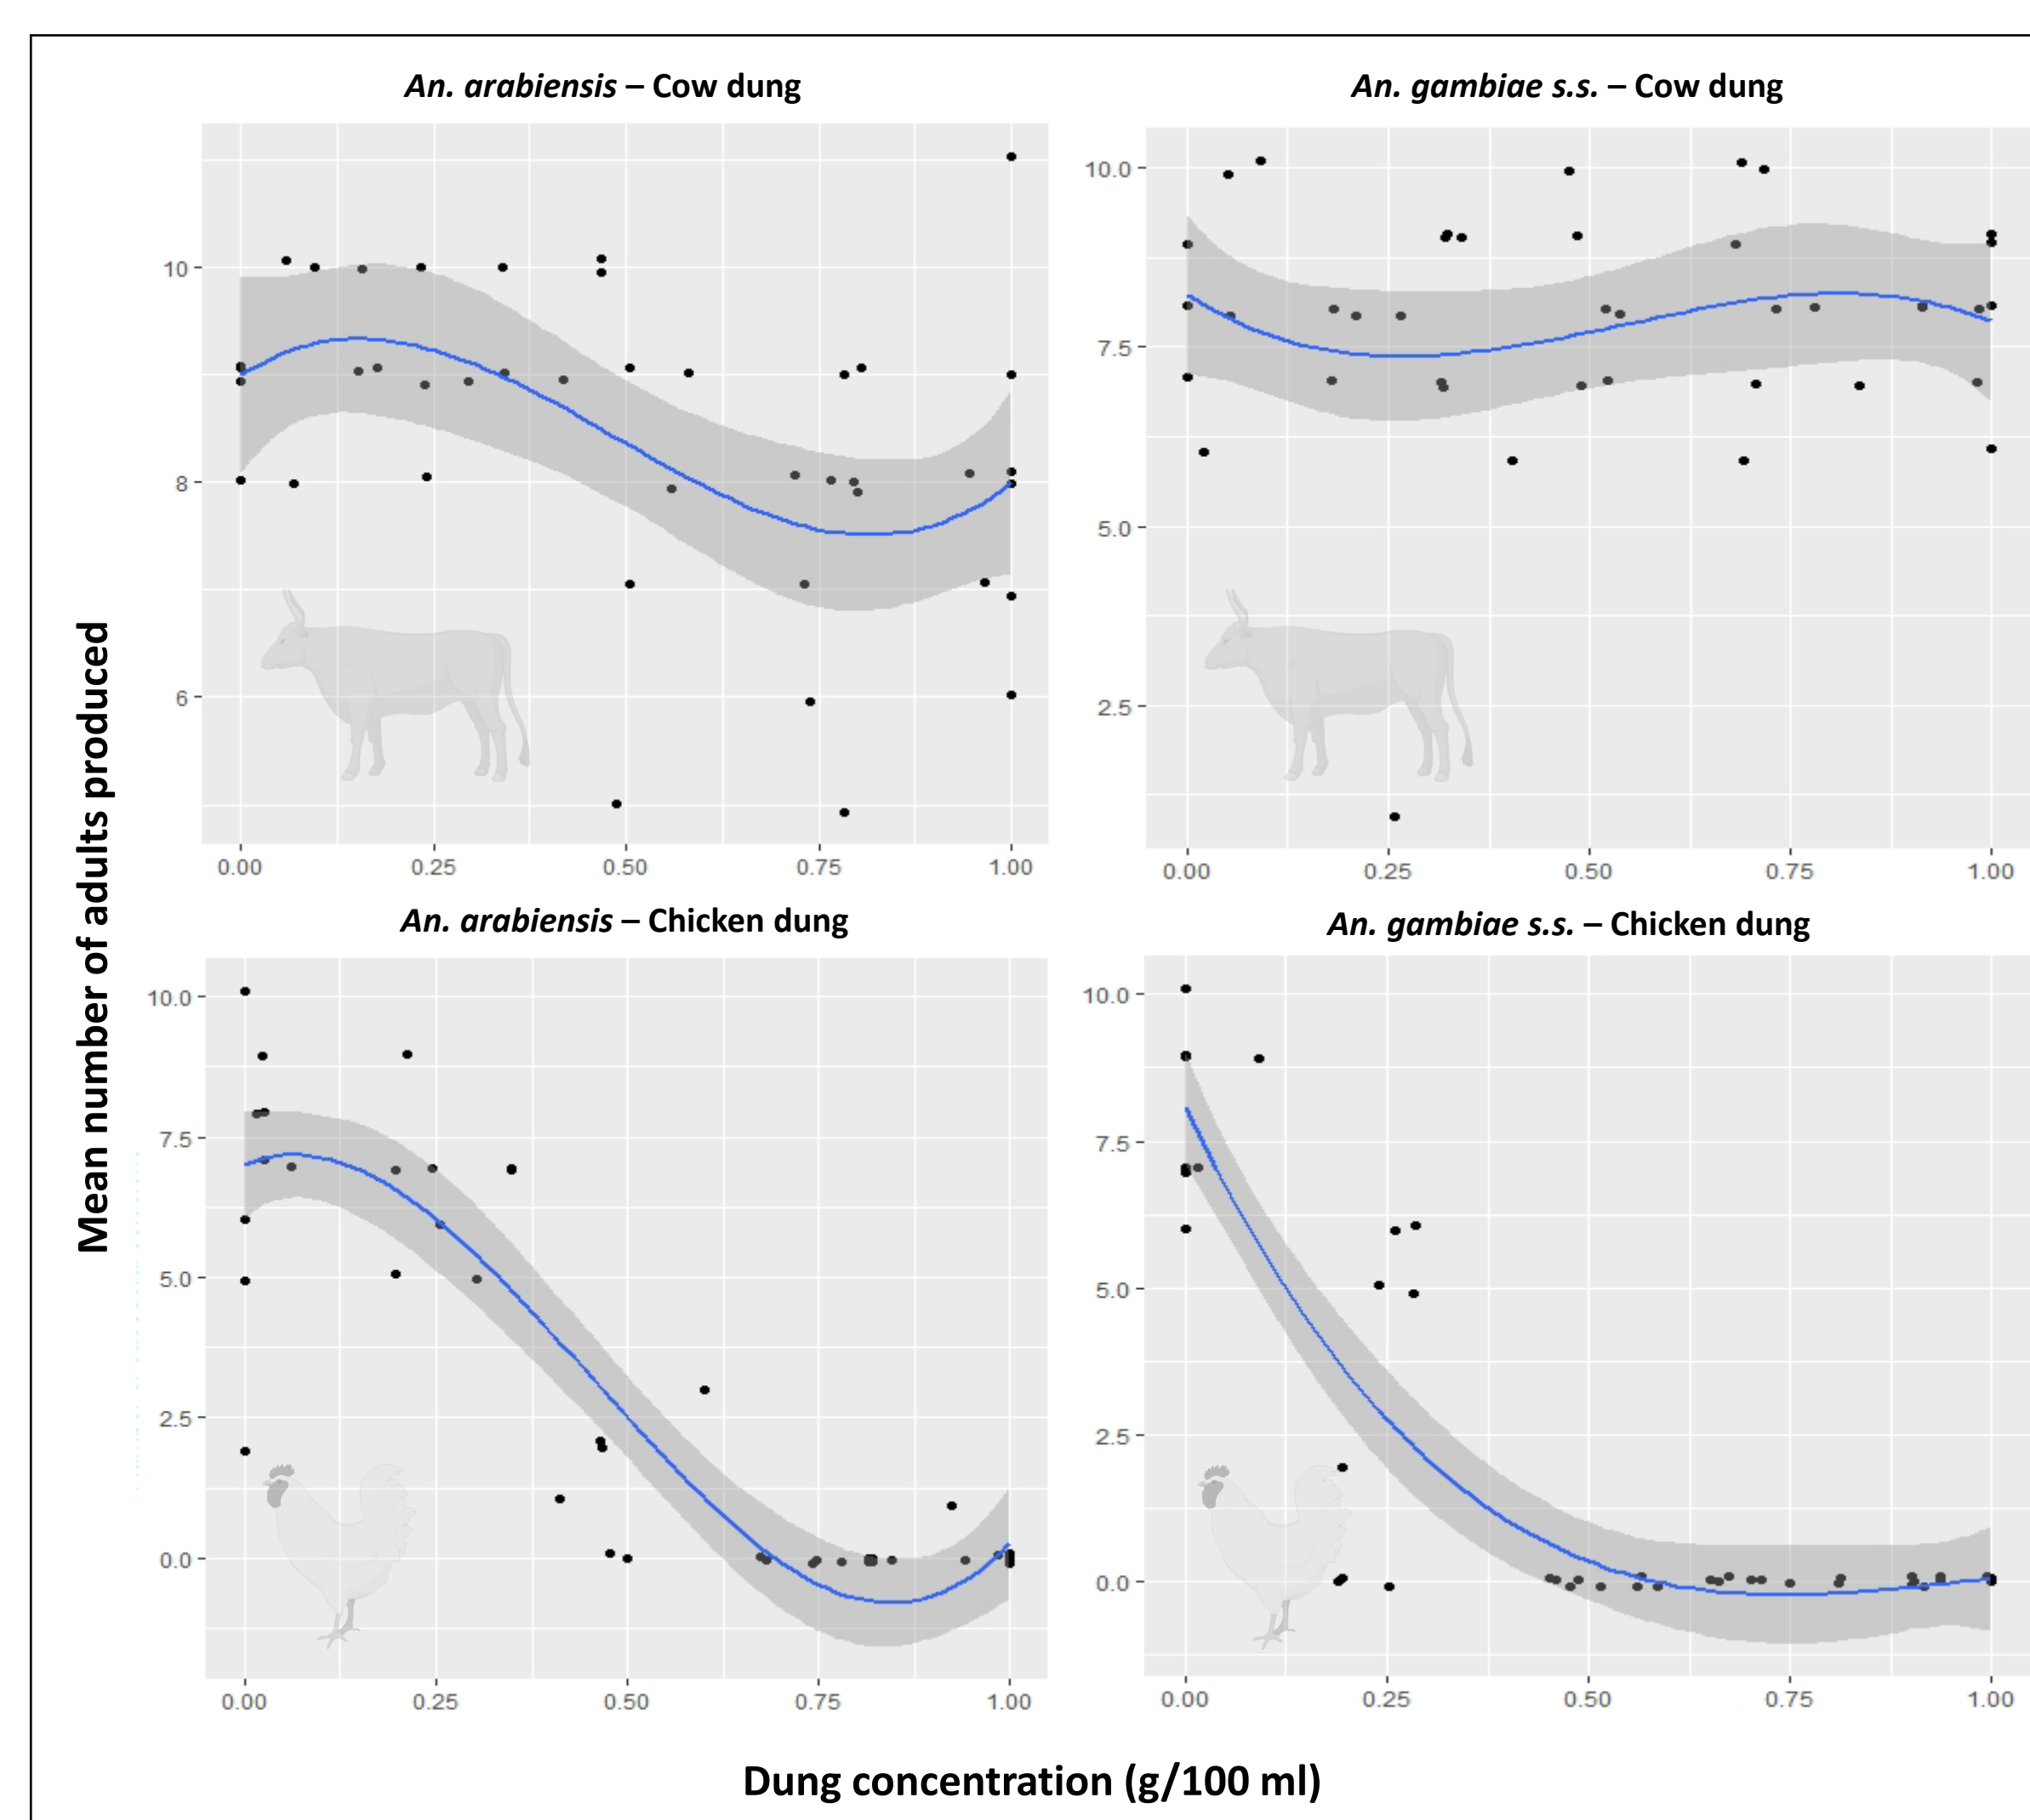 An. arabiensis – Cow dung
An. gambiae s.s. – Cow dung
10
8
6
0.00 0.25 0.50 0.75 1.00
10.0
7.5
5.0
2.5
0.00 0.25 0.50 0.75 1.00
Mean number of adults produced
An. arabiensis – Chicken dung
An. gambiae s.s. – Chicken dung
10.0
7.5
5.0
2.5
0.0
0.00 0.25 0.50 0.75 1.00
10.0
7.5
5.0
2.5
0.0
0.00 0.25 0.50 0.75 1.00
Dung concentration (g/100 ml)